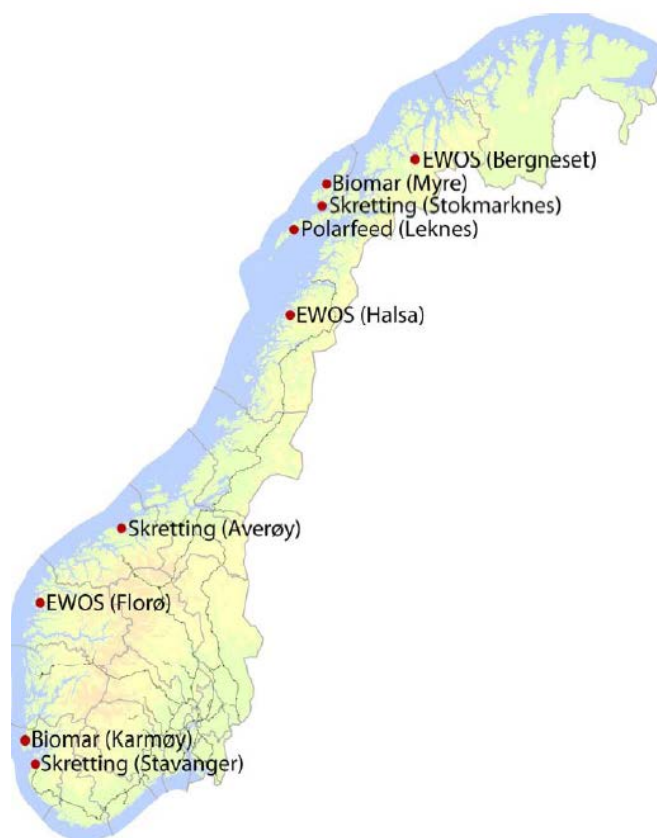 EWOS (Bergneset)
Biomar (Myre)
Skretting (Stokmarknes)
Polarfeed (Leknes)
EWOS (Halsa)
Skretting (Averøy)
EWOS (Florø)
Biomar (Karmøy)
Skretting (Stavanger)